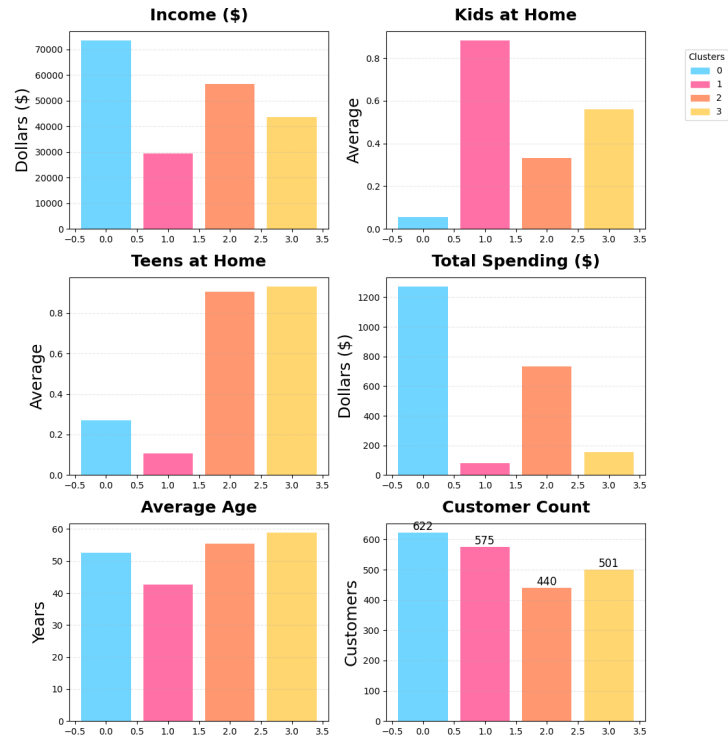 Income ($)
Dollars ($)
70000
60000
50000
40000
30000
20000
10000
0
−0.5 0.0 0.5 1.0 1.5 2.0 2.5 3.0 3.5
Kids at Home
Average
0.8
0.6
0.4
0.2
0.0
−0.5 0.0 0.5 1.0 1.5 2.0 2.5 3.0 3.5
Clusters
0
1
2
3
Teens at Home
Average
0.8
0.6
0.4
0.2
0.0
−0.5 0.0 0.5 1.0 1.5 2.0 2.5 3.0 3.5
Total Spending ($)
Dollars ($)
1200
1000
800
600
400
200
0
−0.5 0.0 0.5 1.0 1.5 2.0 2.5 3.0 3.5
Average Age
Years
60
50
40
30
20
10
0
−0.5 0.0 0.5 1.0 1.5 2.0 2.5 3.0 3.5
Customer Count
Customers
600
500
400
300
200
100
0
622
575
440
501
−0.5 0.0 0.5 1.0 1.5 2.0 2.5 3.0 3.5